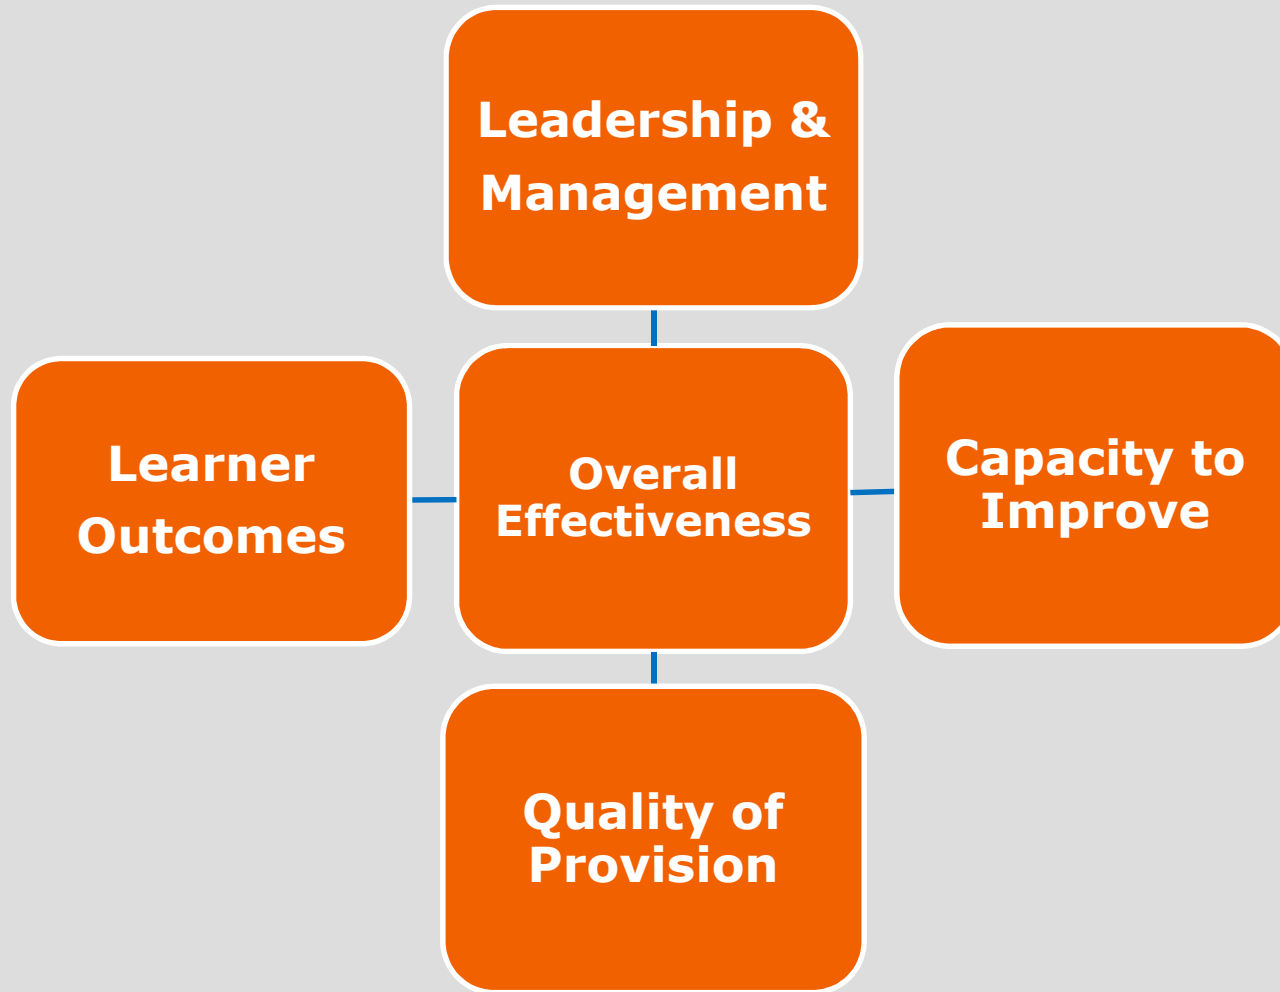 Leadership &
Management
Learner
Outcomes
Overall
Effectiveness
Capacity to
Improve
Quality of
Provision